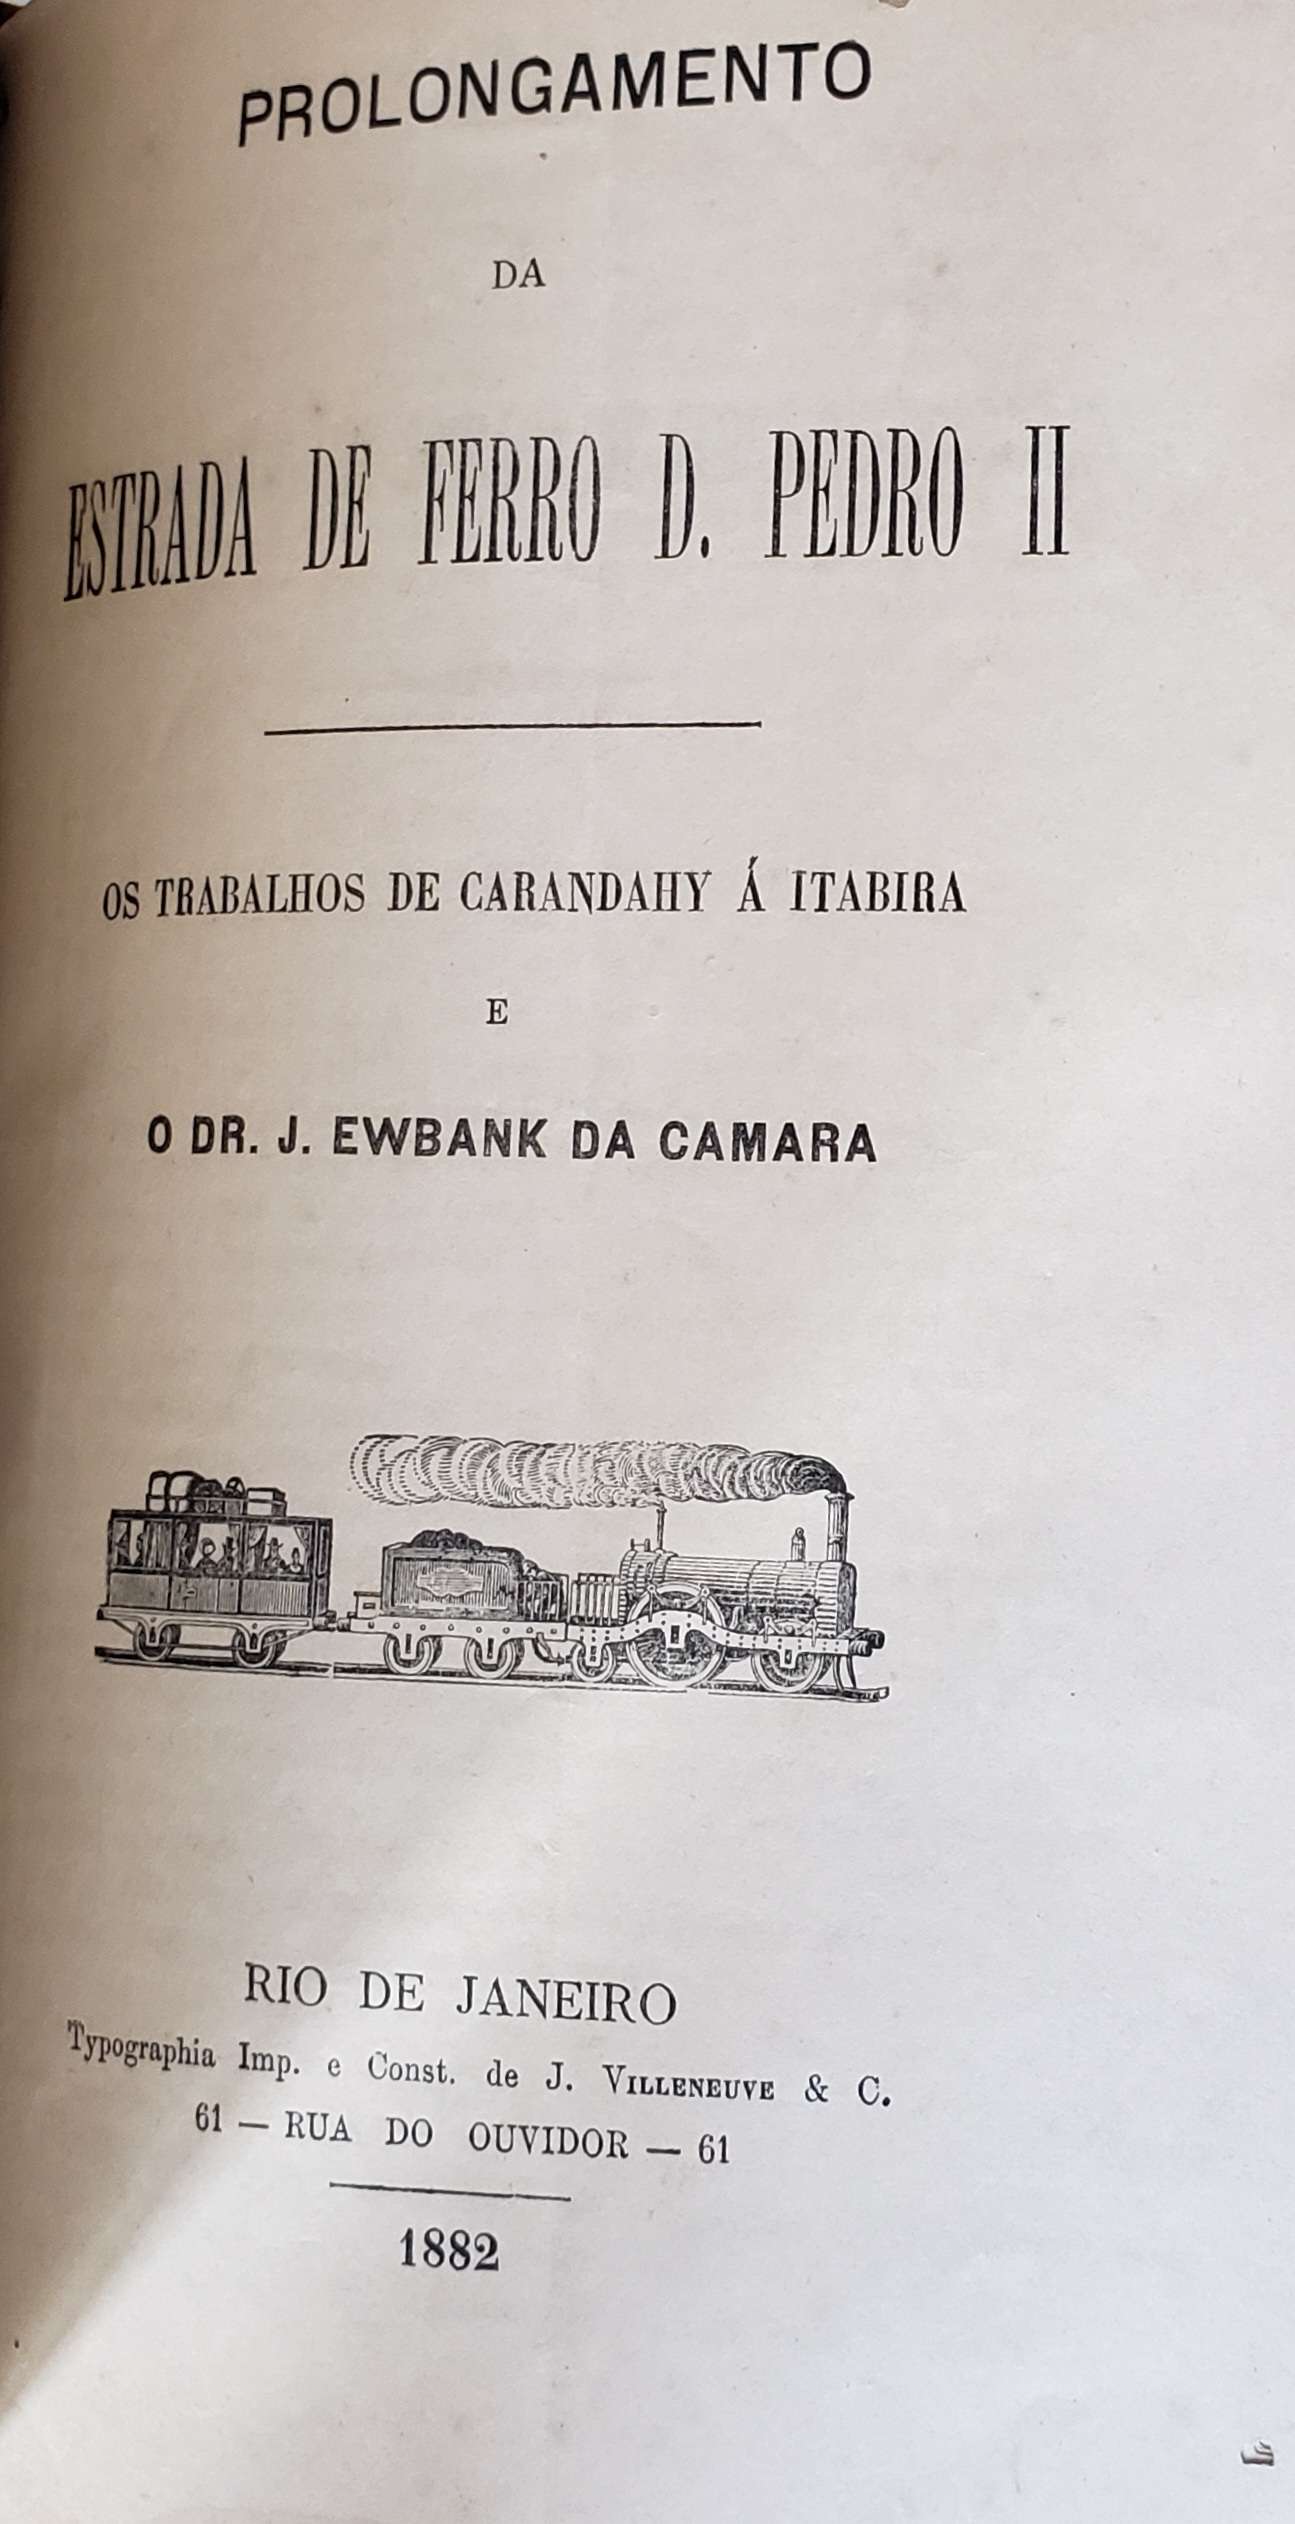 PROLONGAMENTO
DA
ESTRADA DE FERRO D. PEDRO II
OS TRABALHOS DE CARANDAHY Á ITABIRA
E
O DR. J. EWBANK DA CAMARA
RIO DE JANEIRO
Typographia Imp. e Const. de J. VILLENEUVE & C.
61 — RUA DO OUVIDOR — 61
1882